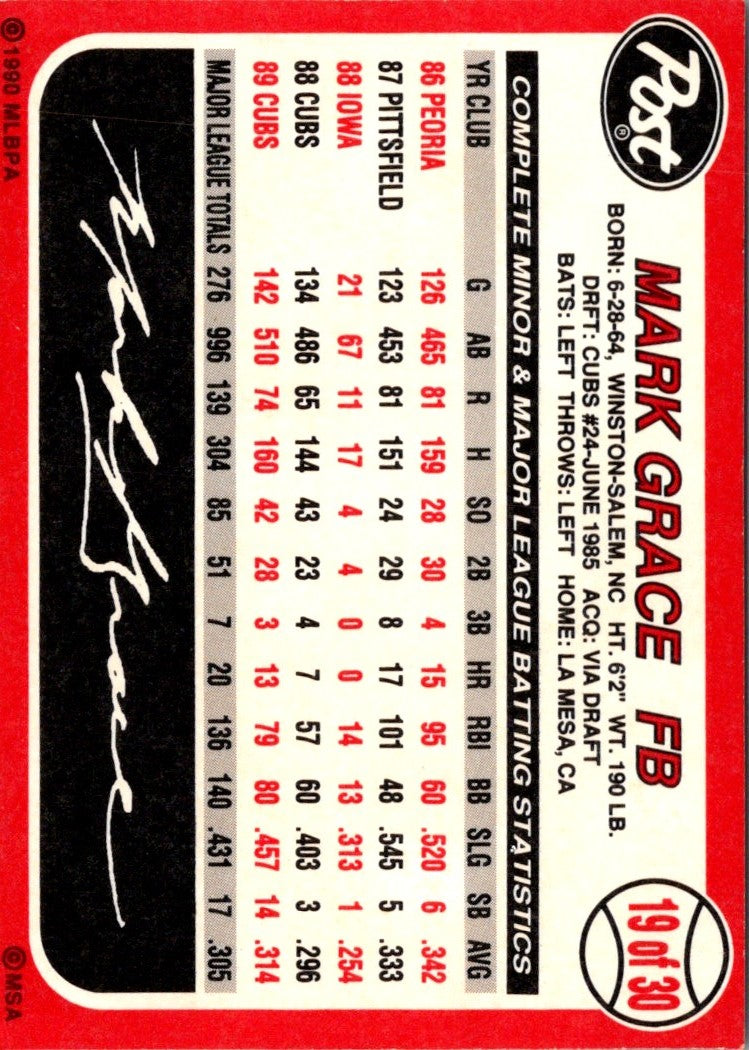 Post®
MARK GRACE FB
19 of 30
BORN: 6-28-64, WINSTON-SALEM, NC HT. 6'2" WT. 190 LB.
DRFT: CUBS #24-JUNE 1985 ACQ: VIA DRAFT
BATS: LEFT THROWS: LEFT HOME: LA MESA, CA
COMPLETE MINOR & MAJOR LEAGUE BATTING STATISTICS
YR CLUB G AB R H SO 2B 3B HR RBI BB SLG SB AVG
86 PEORIA 126 465 81 159 28 30 4 15 95 60 .520 6 .342
87 PITTSFIELD 123 453 81 151 24 29 8 17 101 48 .545 5 .333
88 IOWA 21 67 11 17 4 4 0 0 14 13 .313 1 .254
88 CUBS 134 486 65 144 43 23 4 7 57 60 .403 3 .296
89 CUBS 142 510 74 160 42 28 3 13 79 80 .457 14 .314
MAJOR LEAGUE TOTALS 276 996 139 304 85 51 7 20 136 140 .431 17 .305
Mark Grace
©1990 MLBPA ©MSA